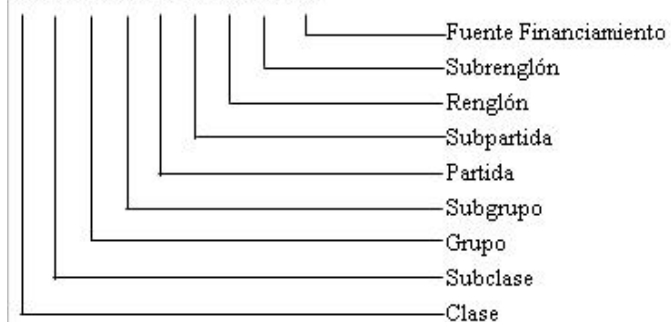 Fuente Financiamiento
Subrenglón
Renglón
Subpartida
Partida
Subgrupo
Grupo
Subclase
Clase